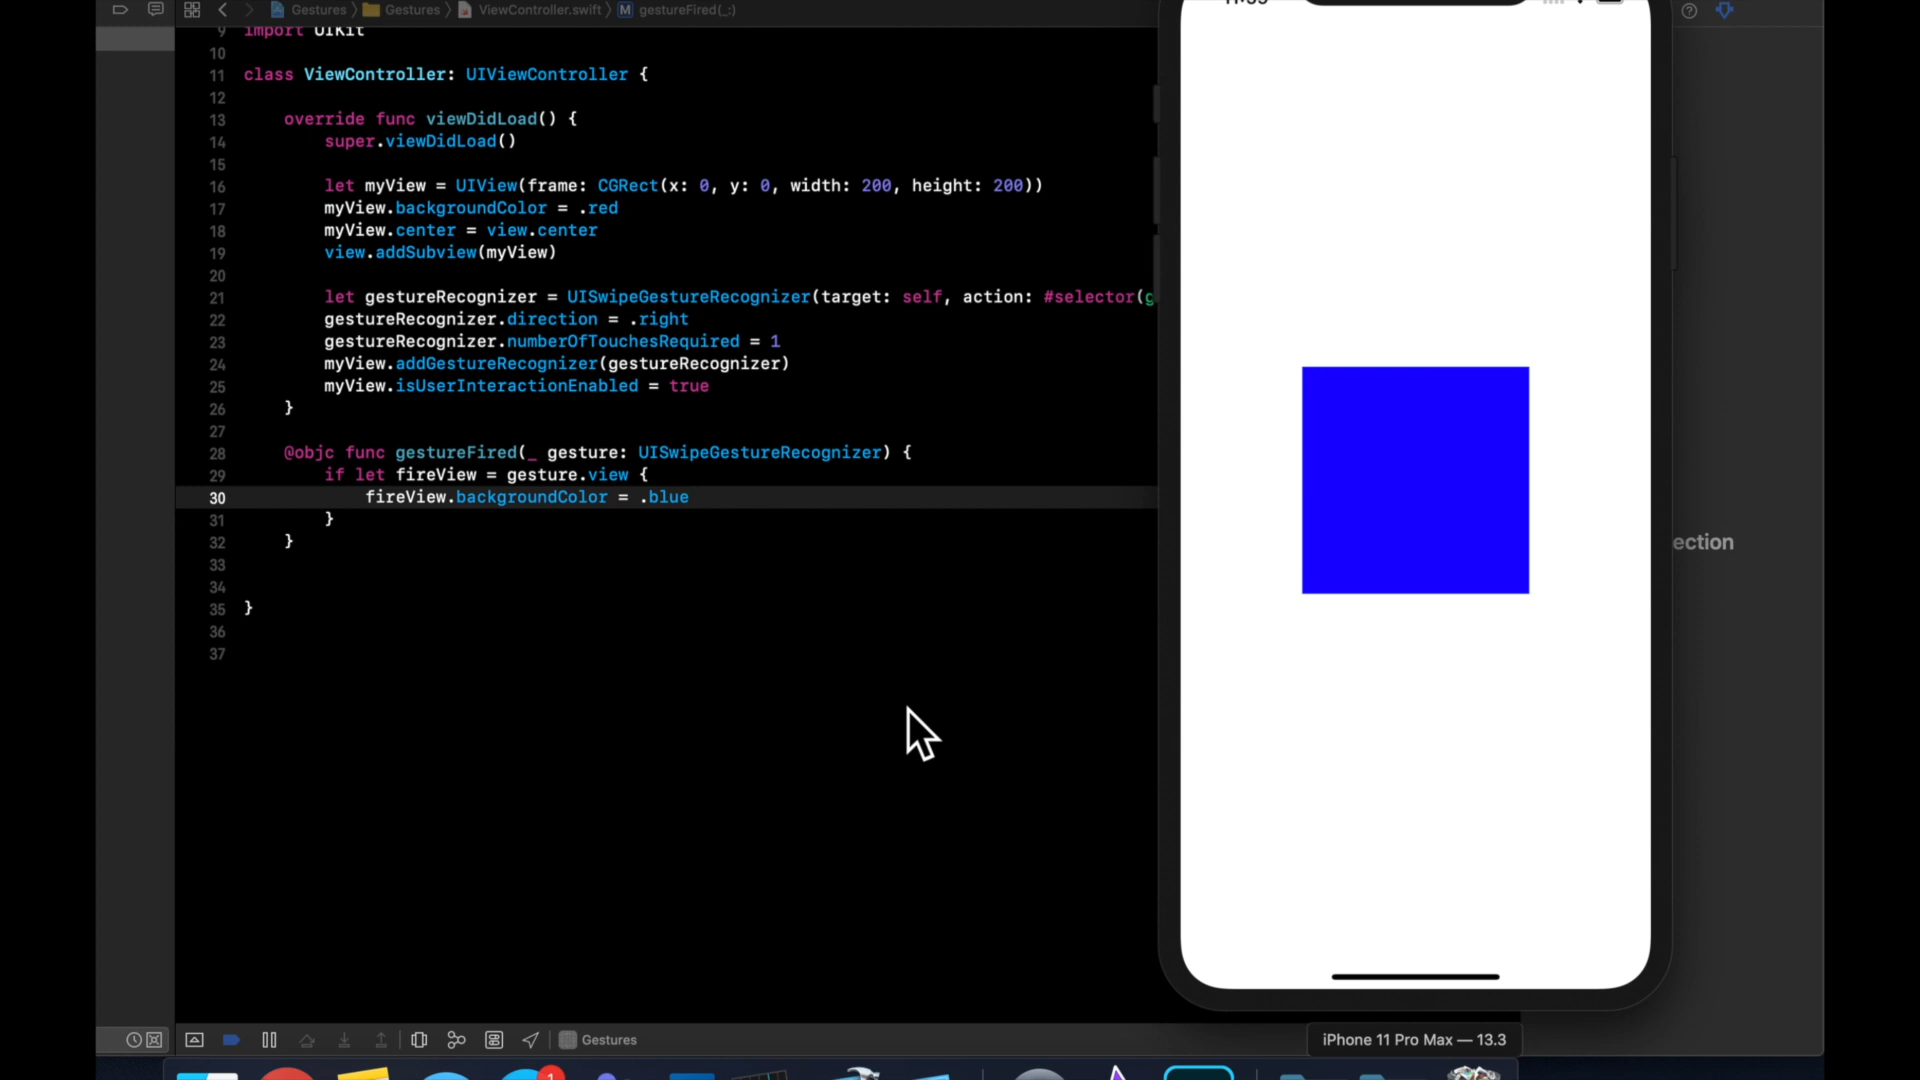 Gestures 〉 Gestures 〉 ViewController.swift 〉 M gestureFired(_:)
9 import UIKit
10
11 class ViewController: UIViewController {
12
13 override func viewDidLoad() {
14 super.viewDidLoad()
15
16 let myView = UIView(frame: CGRect(x: 0, y: 0, width: 200, height: 200))
17 myView.backgroundColor = .red
18 myView.center = view.center
19 view.addSubview(myView)
20
21 let gestureRecognizer = UISwipeGestureRecognizer(target: self, action: #selector(g
22 gestureRecognizer.direction = .right
23 gestureRecognizer.numberOfTouchesRequired = 1
24 myView.addGestureRecognizer(gestureRecognizer)
25 myView.isUserInteractionEnabled = true
26 }
27
28 @objc func gestureFired(_ gesture: UISwipeGestureRecognizer) {
29 if let fireView = gesture.view {
30 fireView.backgroundColor = .blue
31 }
32 }
33
34
35 }
36
37
ection
Gestures
iPhone 11 Pro Max — 13.3
1